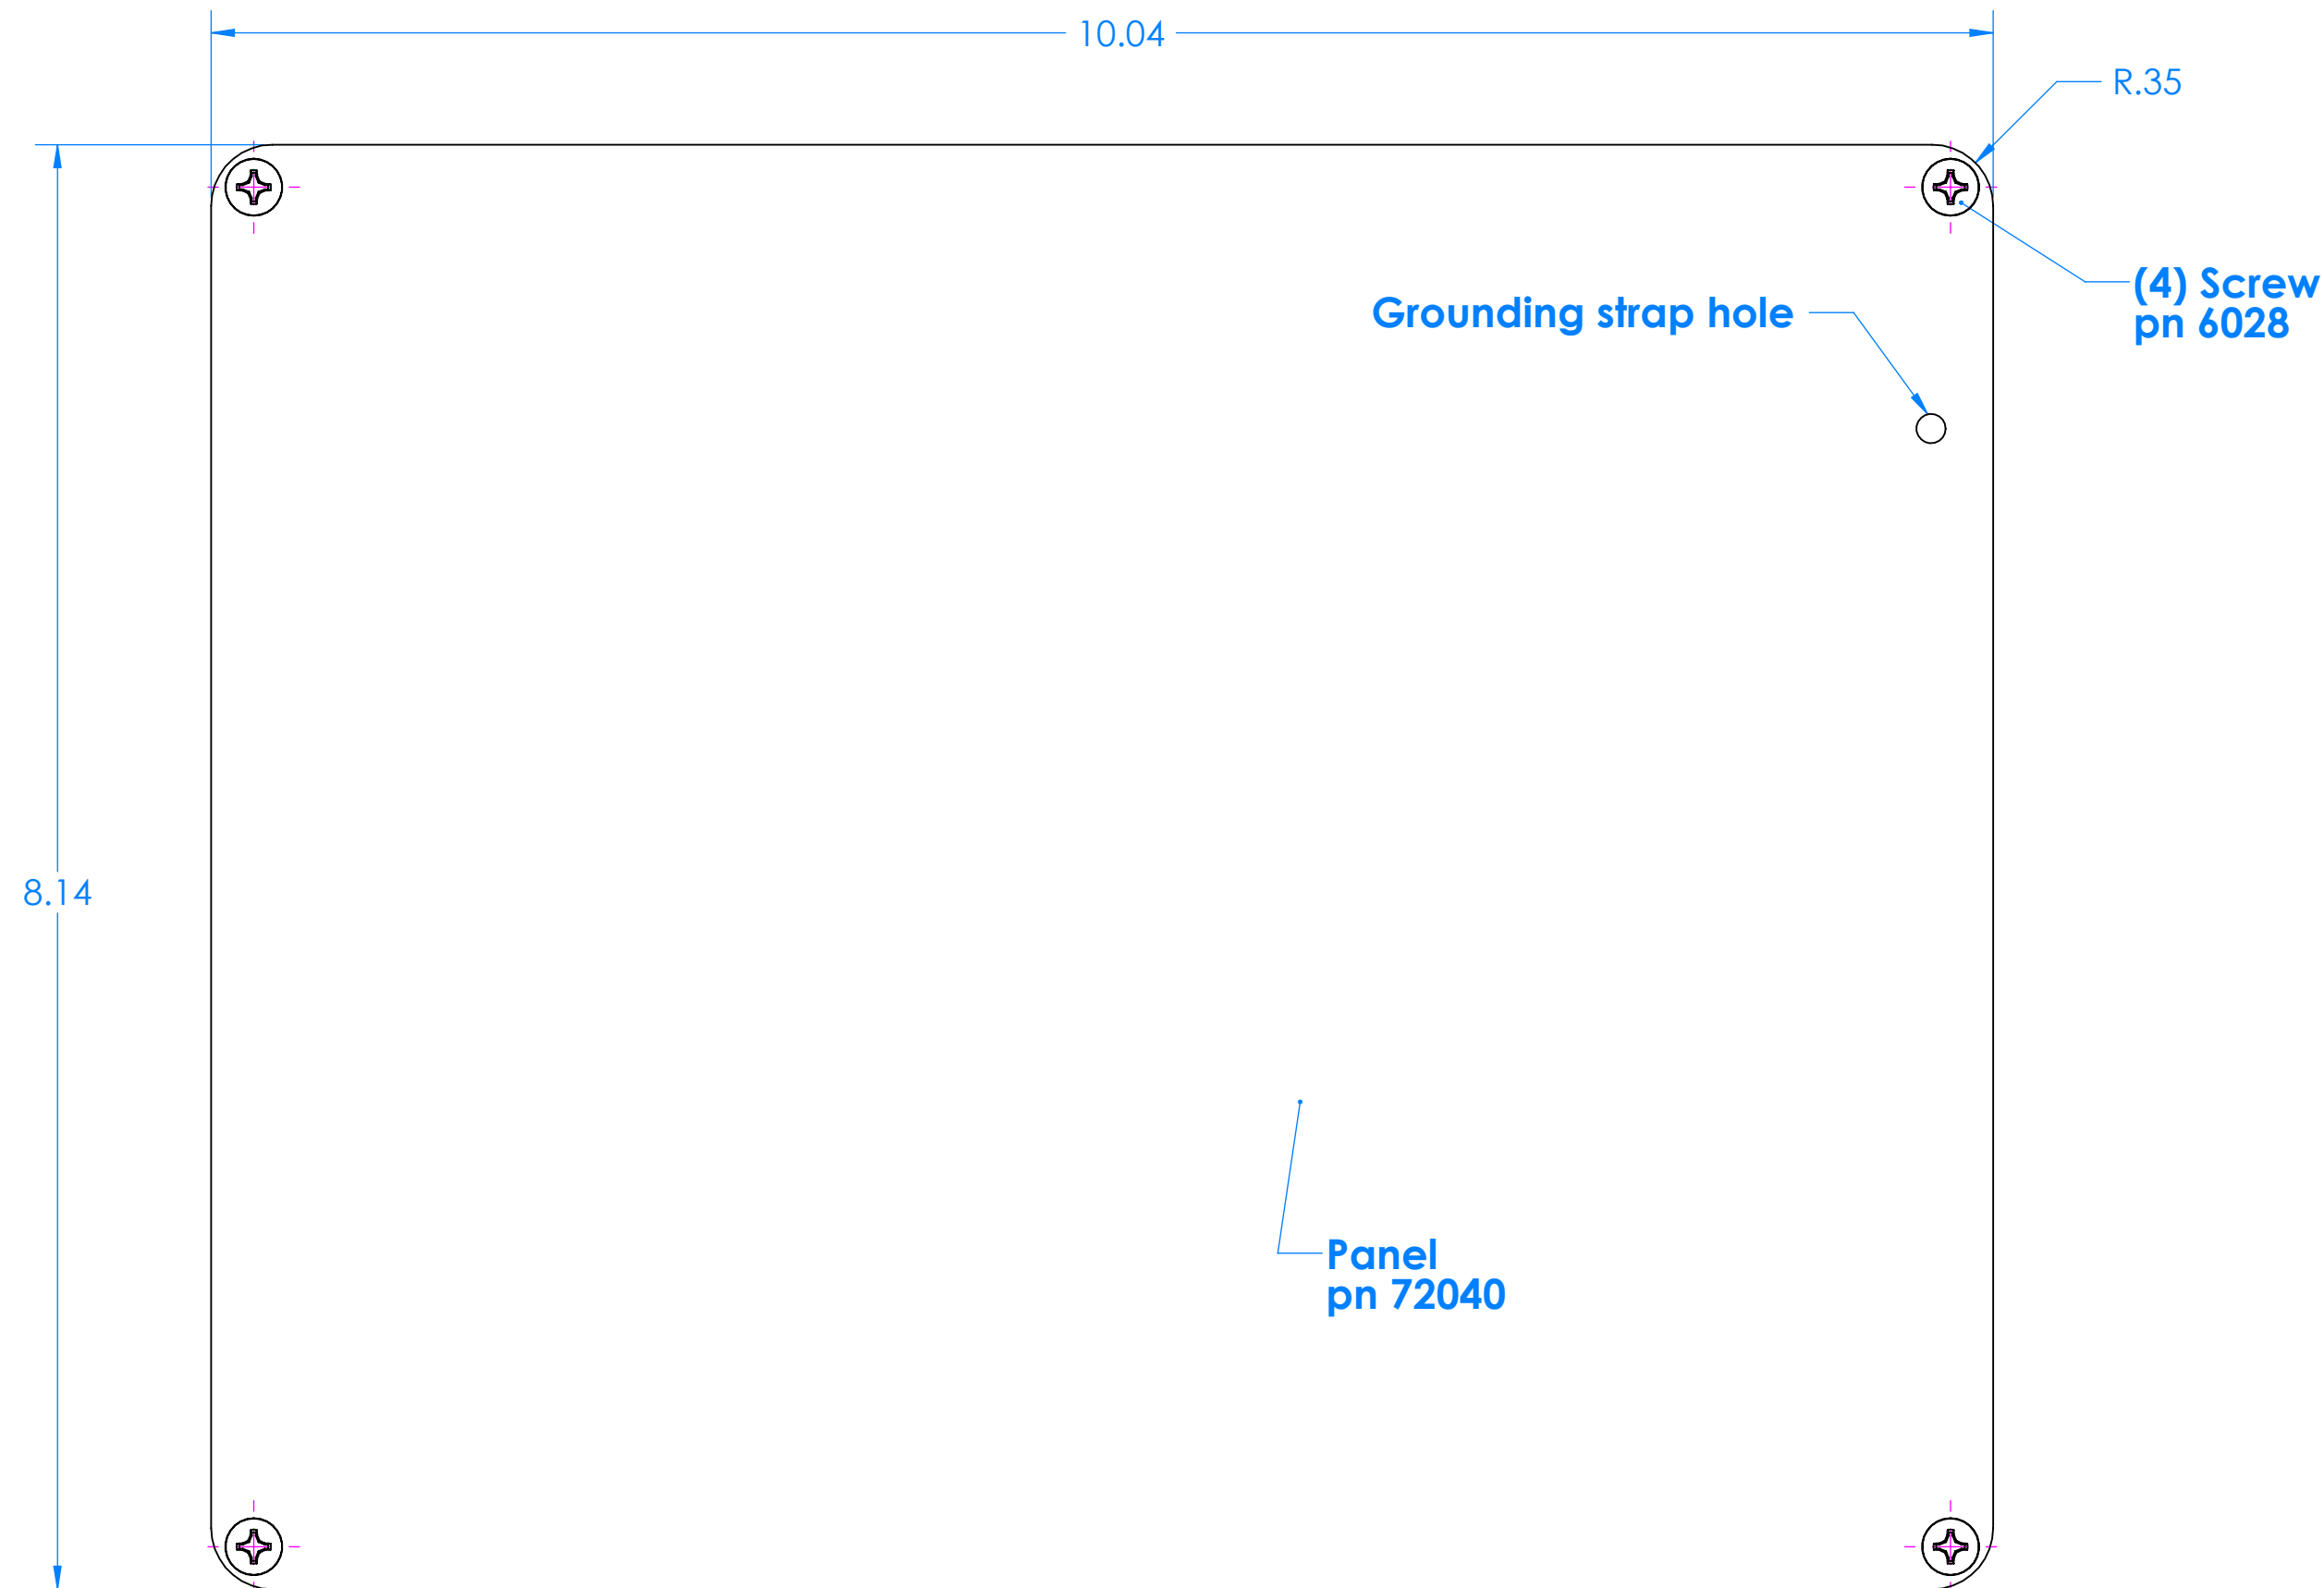 10.04
R.35
(4) Screw
pn 6028
Grounding strap hole
8.14
Panel
pn 72040